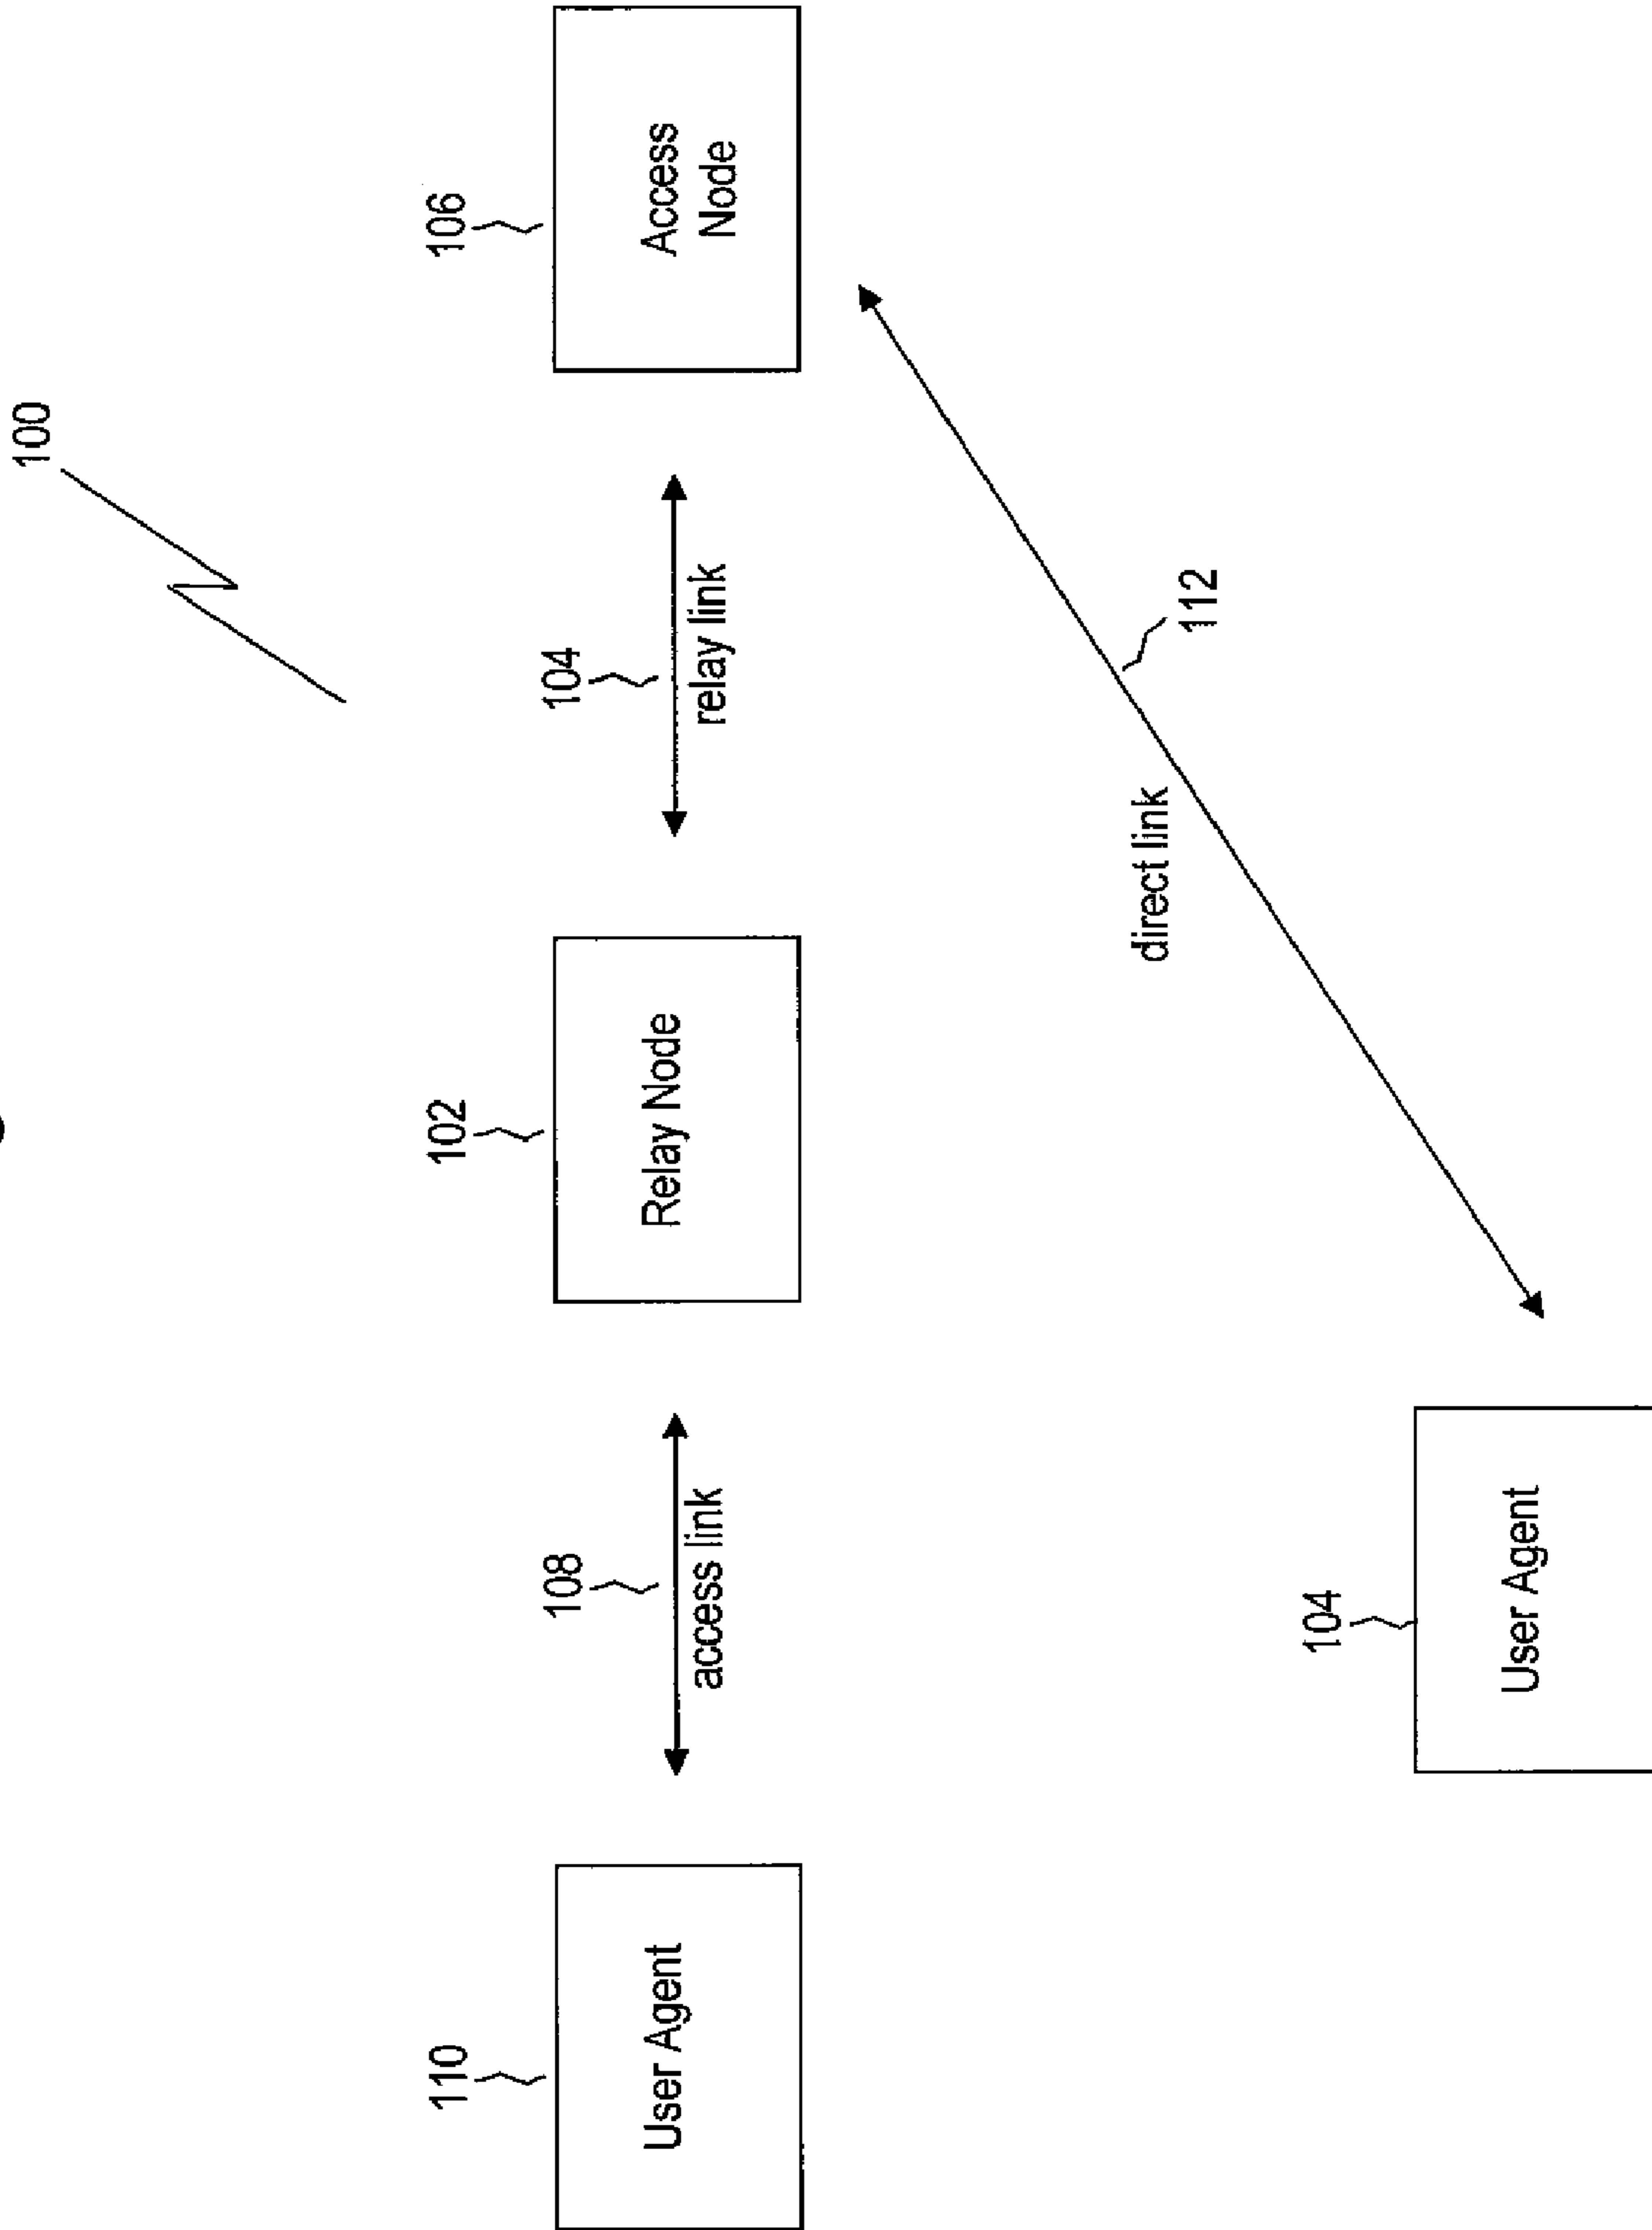 100
110
102
106
108
104
User Agent
Relay Node
Access
Node
access link
relay link
direct link
112
104
User Agent